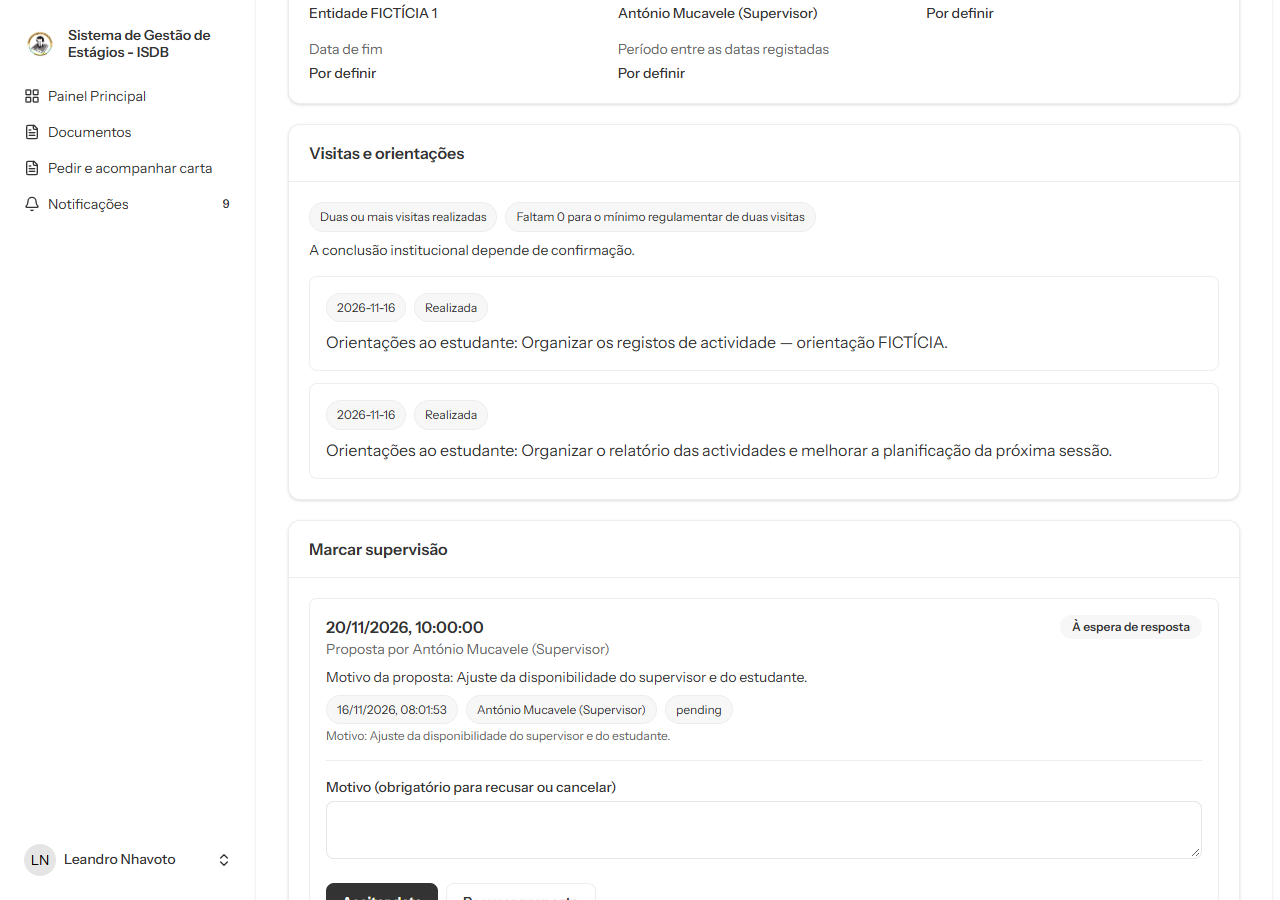 Sistema de Gestão de
Estágios - ISDB
Painel Principal
Documentos
Pedir e acompanhar carta
Notificações 9
Entidade FICTÍCIA 1 António Mucavele (Supervisor) Por definir
Data de fim Período entre as datas registadas
Por definir Por definir
Visitas e orientações
Duas ou mais visitas realizadas Faltam 0 para o mínimo regulamentar de duas visitas
A conclusão institucional depende de confirmação.
2026-11-16 Realizada
Orientações ao estudante: Organizar os registos de actividade — orientação FICTÍCIA.
2026-11-16 Realizada
Orientações ao estudante: Organizar o relatório das actividades e melhorar a planificação da próxima sessão.
Marcar supervisão
20/11/2026, 10:00:00 À espera de resposta
Proposta por António Mucavele (Supervisor)
Motivo da proposta: Ajuste da disponibilidade do supervisor e do estudante.
16/11/2026, 08:01:53 António Mucavele (Supervisor) pending
Motivo: Ajuste da disponibilidade do supervisor e do estudante.
Motivo (obrigatório para recusar ou cancelar)
LN Leandro Nhavoto